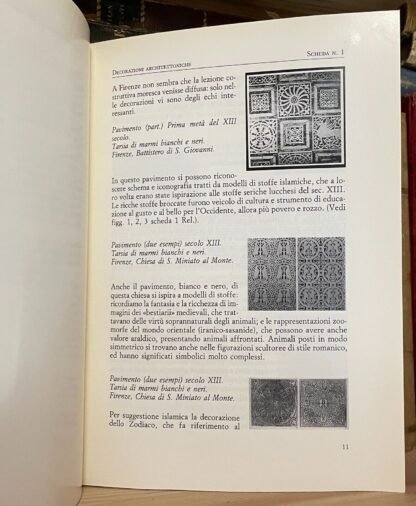 DECORAZIONI ARCHITETTONICHE
SCHEDA N. 1
A Firenze non sembra che la lezione co-
struttiva moresca venisse diffusa: solo nel-
le decorazioni vi sono degli echi inte-
ressanti.
Pavimento (part.) Prima metà del XIII
secolo.
Tarsia di marmi bianchi e neri.
Firenze, Battistero di S. Giovanni.
In questo pavimento si possono ricono-
scere schema e iconografia tratti da modelli di stoffe islamiche, che a lo-
ro volta erano state ispirazione alle stoffe seriche lucchesi del sec. XIII.
Le ricche stoffe broccate furono veicolo di cultura e strumento di educa-
zione al gusto e al bello per l'Occidente, allora più povero e rozzo. (Vedi
figg. 1, 2, 3 scheda 1 Rel.).
Pavimento (due esempi) secolo XIII.
Tarsia di marmi bianchi e neri.
Firenze, Chiesa di S. Miniato al Monte.
Anche il pavimento, bianco e nero, di
questa chiesa si ispira a modelli di stoffe:
ricordiamo la fantasia e la ricchezza di im-
magini dei «bestiarii» medievali, che trat-
tavano delle virtù soprannaturali degli animali; e le rappresentazioni zoo-
morfe del mondo orientale (iranico-sasanide), che possono avere anche
valore araldico, presentando animali affrontati. Animali posti in modo
simmetrico si trovano anche nelle figurazioni scultoree di stile romanico,
ed hanno significati simbolici molto complessi.
Pavimento (due esempi) secolo XIII.
Tarsia di marmi bianchi e neri.
Firenze, Chiesa di S. Miniato al Monte.
Per suggestione islamica la decorazione
dello Zodiaco, che fa riferimento al
11